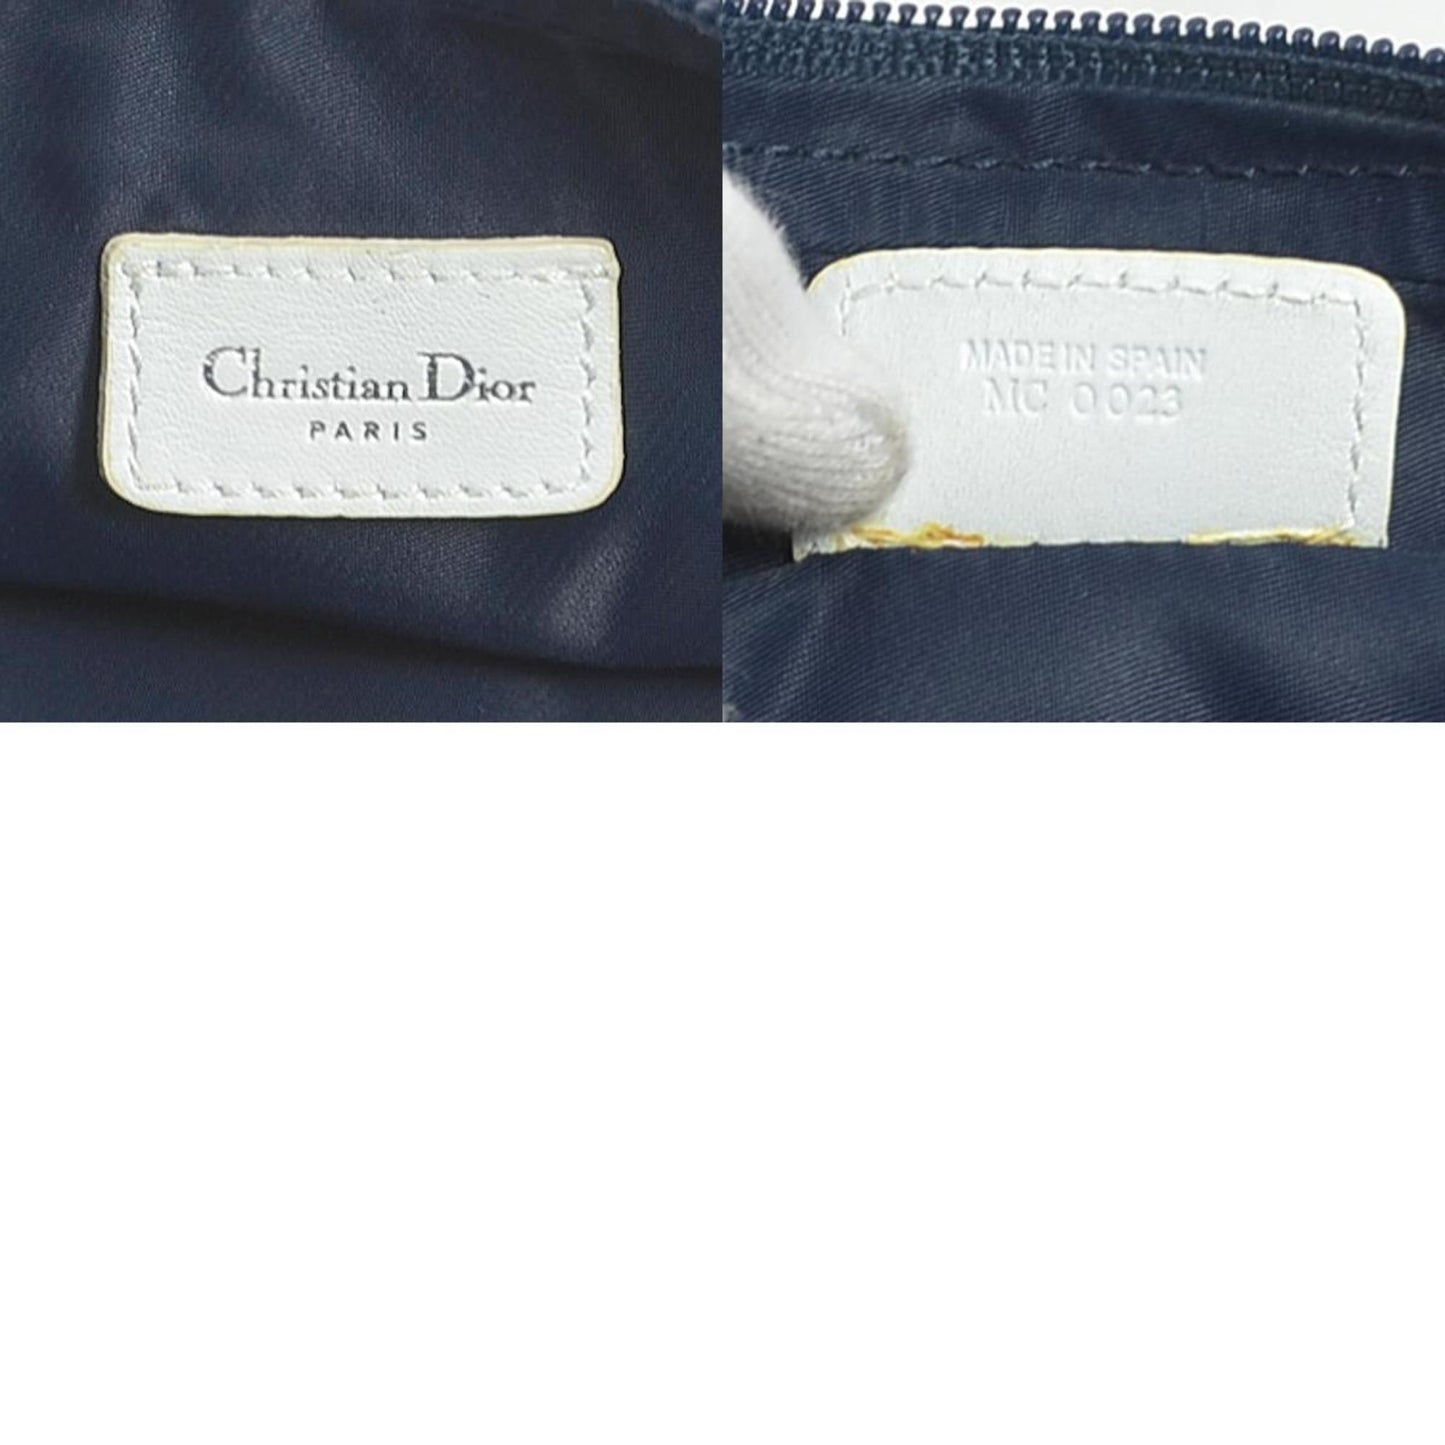 Christian Dior
PARIS
MADE IN SPAIN
MC 0023